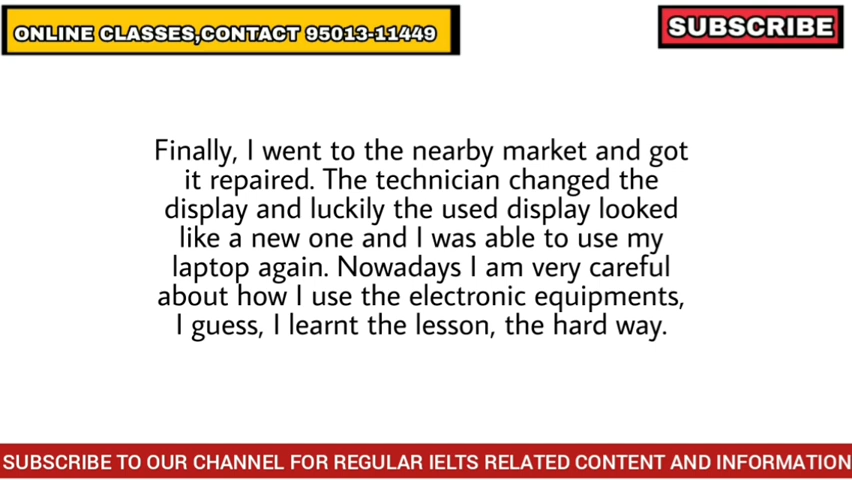 ONLINE CLASSES,CONTACT 95013-11449
SUBSCRIBE
Finally, I went to the nearby market and got
it repaired. The technician changed the
display and luckily the used display looked
like a new one and I was able to use my
laptop again. Nowadays I am very careful
about how I use the electronic equipments,
I guess, I learnt the lesson, the hard way.
SUBSCRIBE TO OUR CHANNEL FOR REGULAR IELTS RELATED CONTENT AND INFORMATION